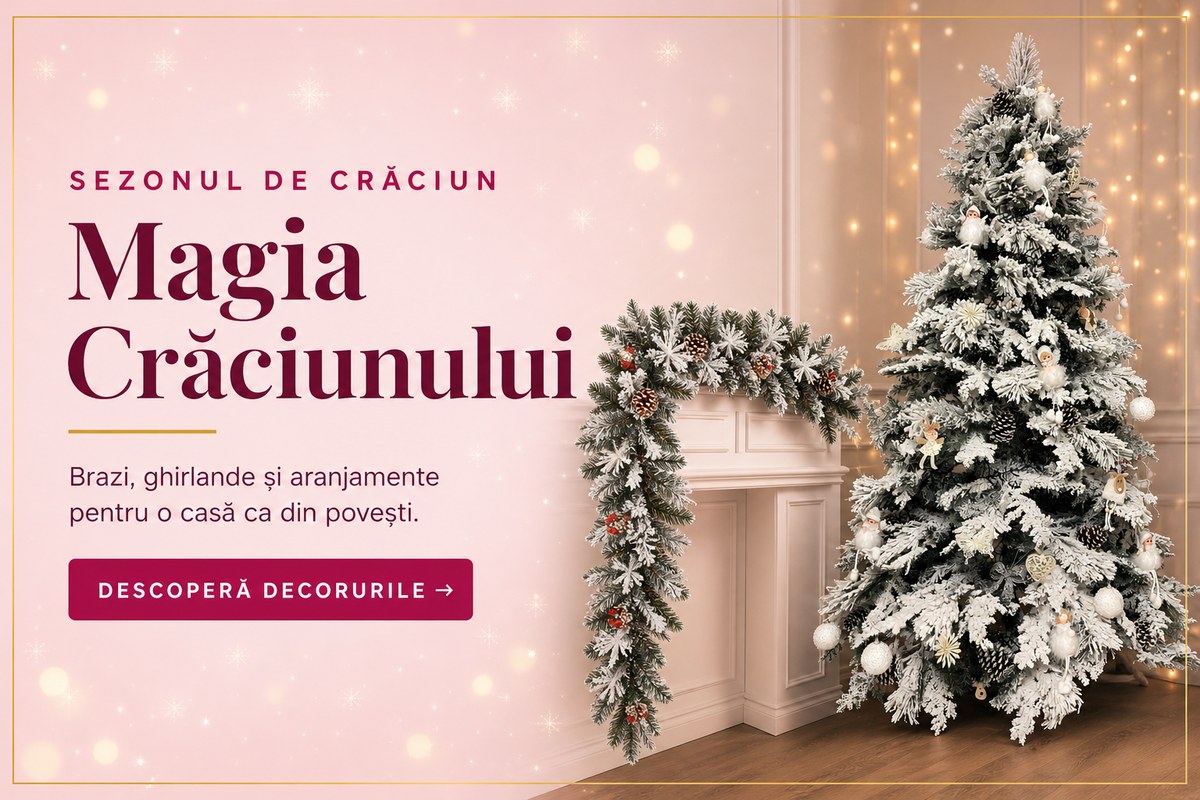 SEZONUL DE CRĂCIUN
Magia
Crăciunului
Brazi, ghirlande și aranjamente
pentru o casă ca din povești.
DESCOPERĂ DECORURILE →